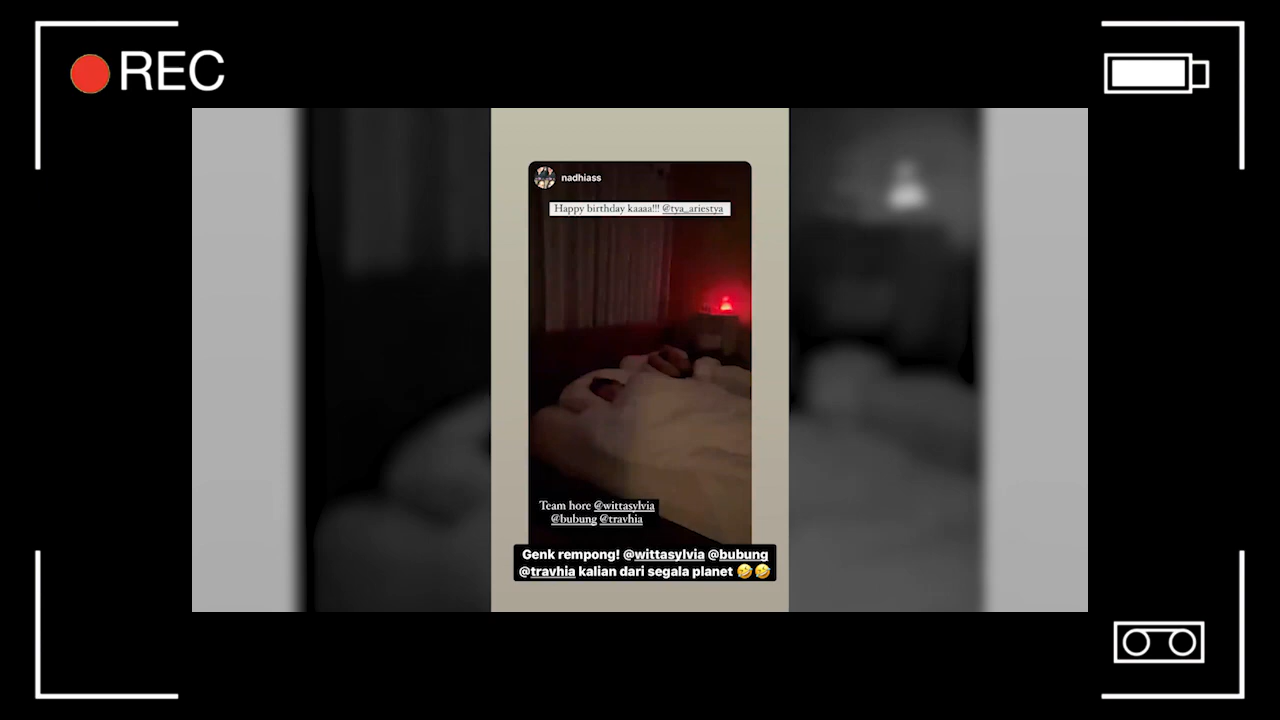 REC
nadhiass
Happy birthday kaaaa!!! @tya_ariestya
Team hore @wittasylvia
@bubung @travhia
Genk rempong! @wittasylvia @bubung
@travhia kalian dari segala planet 🤣🤣